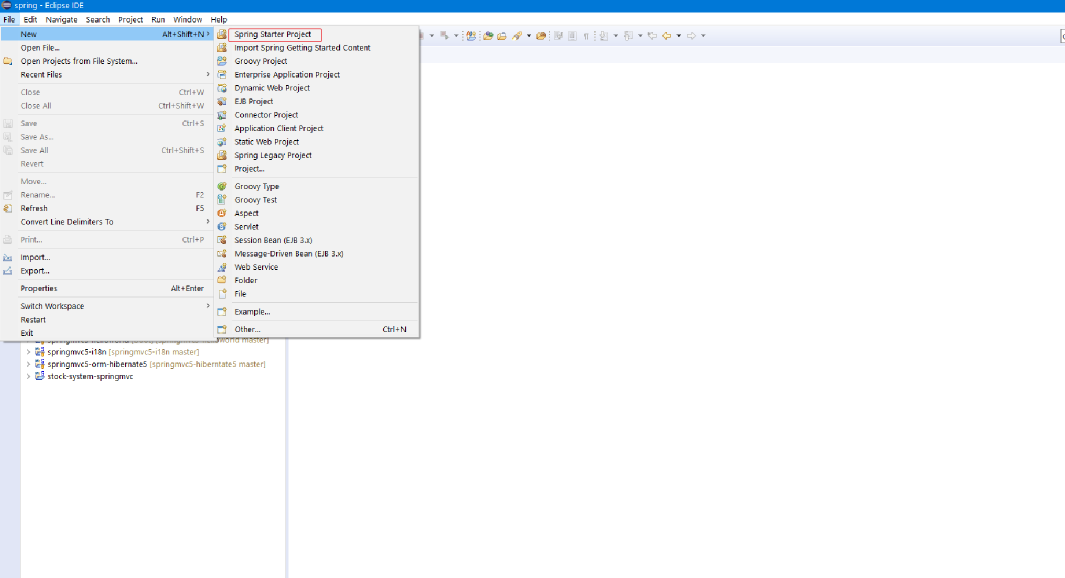 spring - Eclipse IDE
File Edit Navigate Search Project Run Window Help
New Alt+Shift+N
Open File...
Open Projects from File System...
Recent Files
Close Ctrl+W
Close All Ctrl+Shift+W
Save Ctrl+S
Save As...
Save All Ctrl+Shift+S
Revert
Move...
Rename... F2
Refresh F5
Convert Line Delimiters To
Print... Ctrl+P
Import...
Export...
Properties Alt+Enter
Switch Workspace
Restart
Exit
Spring Starter Project
Import Spring Getting Started Content
Groovy Project
Enterprise Application Project
Dynamic Web Project
EJB Project
Connector Project
Application Client Project
Static Web Project
Spring Legacy Project
Project...
Groovy Type
Groovy Test
Aspect
Servlet
Session Bean (EJB 3.x)
Message-Driven Bean (EJB 3.x)
Web Service
Folder
File
Example...
Other... Ctrl+N
springmvc5-i18n [springmvc5-i18n master]
springmvc5-orm-hibernate5 [springmvc5-hiberntate5 master]
stock-system-springmvc